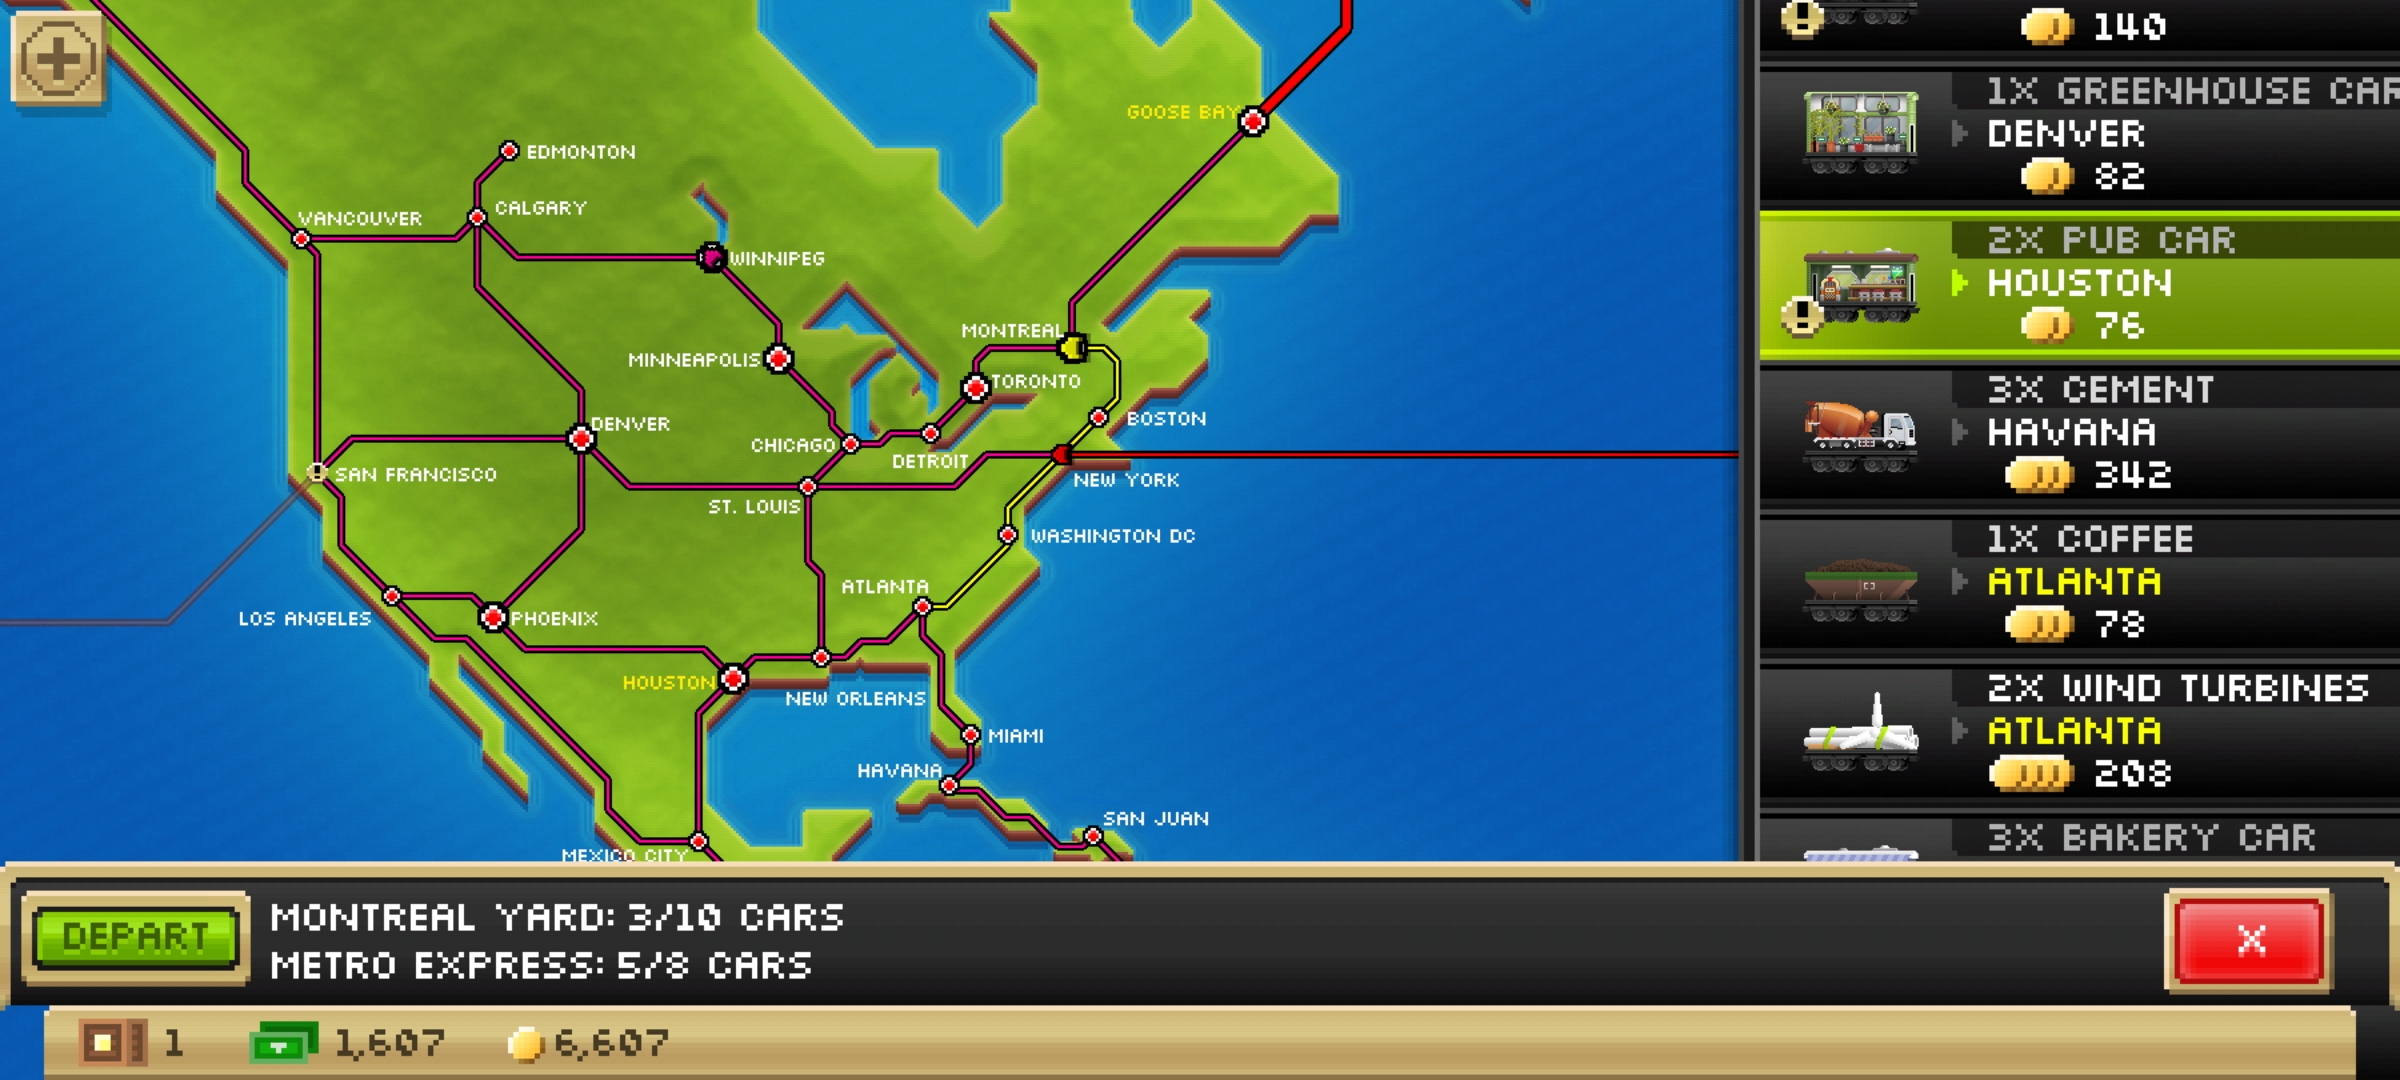 140
1X GREENHOUSE CAR
DENVER
82
2X PUB CAR
HOUSTON
76
3X CEMENT
HAVANA
342
1X COFFEE
ATLANTA
78
2X WIND TURBINES
ATLANTA
208
3X BAKERY CAR
GOOSE BAY
EDMONTON
CALGARY
VANCOUVER
WINNIPEG
MONTREAL
MINNEAPOLIS
TORONTO
BOSTON
DENVER
CHICAGO
DETROIT
SAN FRANCISCO
NEW YORK
ST. LOUIS
WASHINGTON DC
ATLANTA
LOS ANGELES
PHOENIX
HOUSTON
NEW ORLEANS
MIAMI
HAVANA
SAN JUAN
MEXICO CITY
DEPART
MONTREAL YARD: 3/10 CARS
METRO EXPRESS: 5/8 CARS
X
1
1,607
6,607